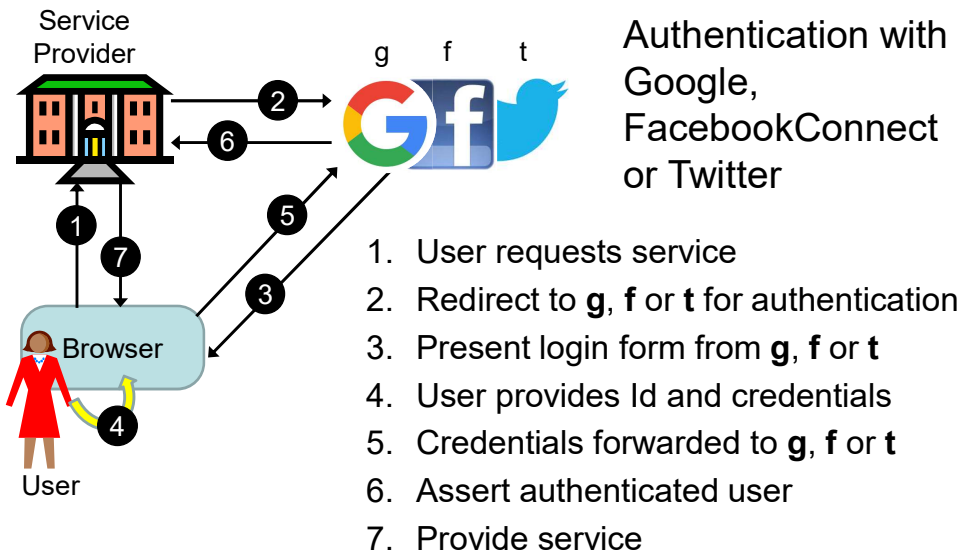 Service
Provider
g f t
Authentication with
Google,
FacebookConnect
or Twitter
2
6
G f
1
7
5
3
Browser
4
User
1. User requests service
2. Redirect to g, f or t for authentication
3. Present login form from g, f or t
4. User provides Id and credentials
5. Credentials forwarded to g, f or t
6. Assert authenticated user
7. Provide service